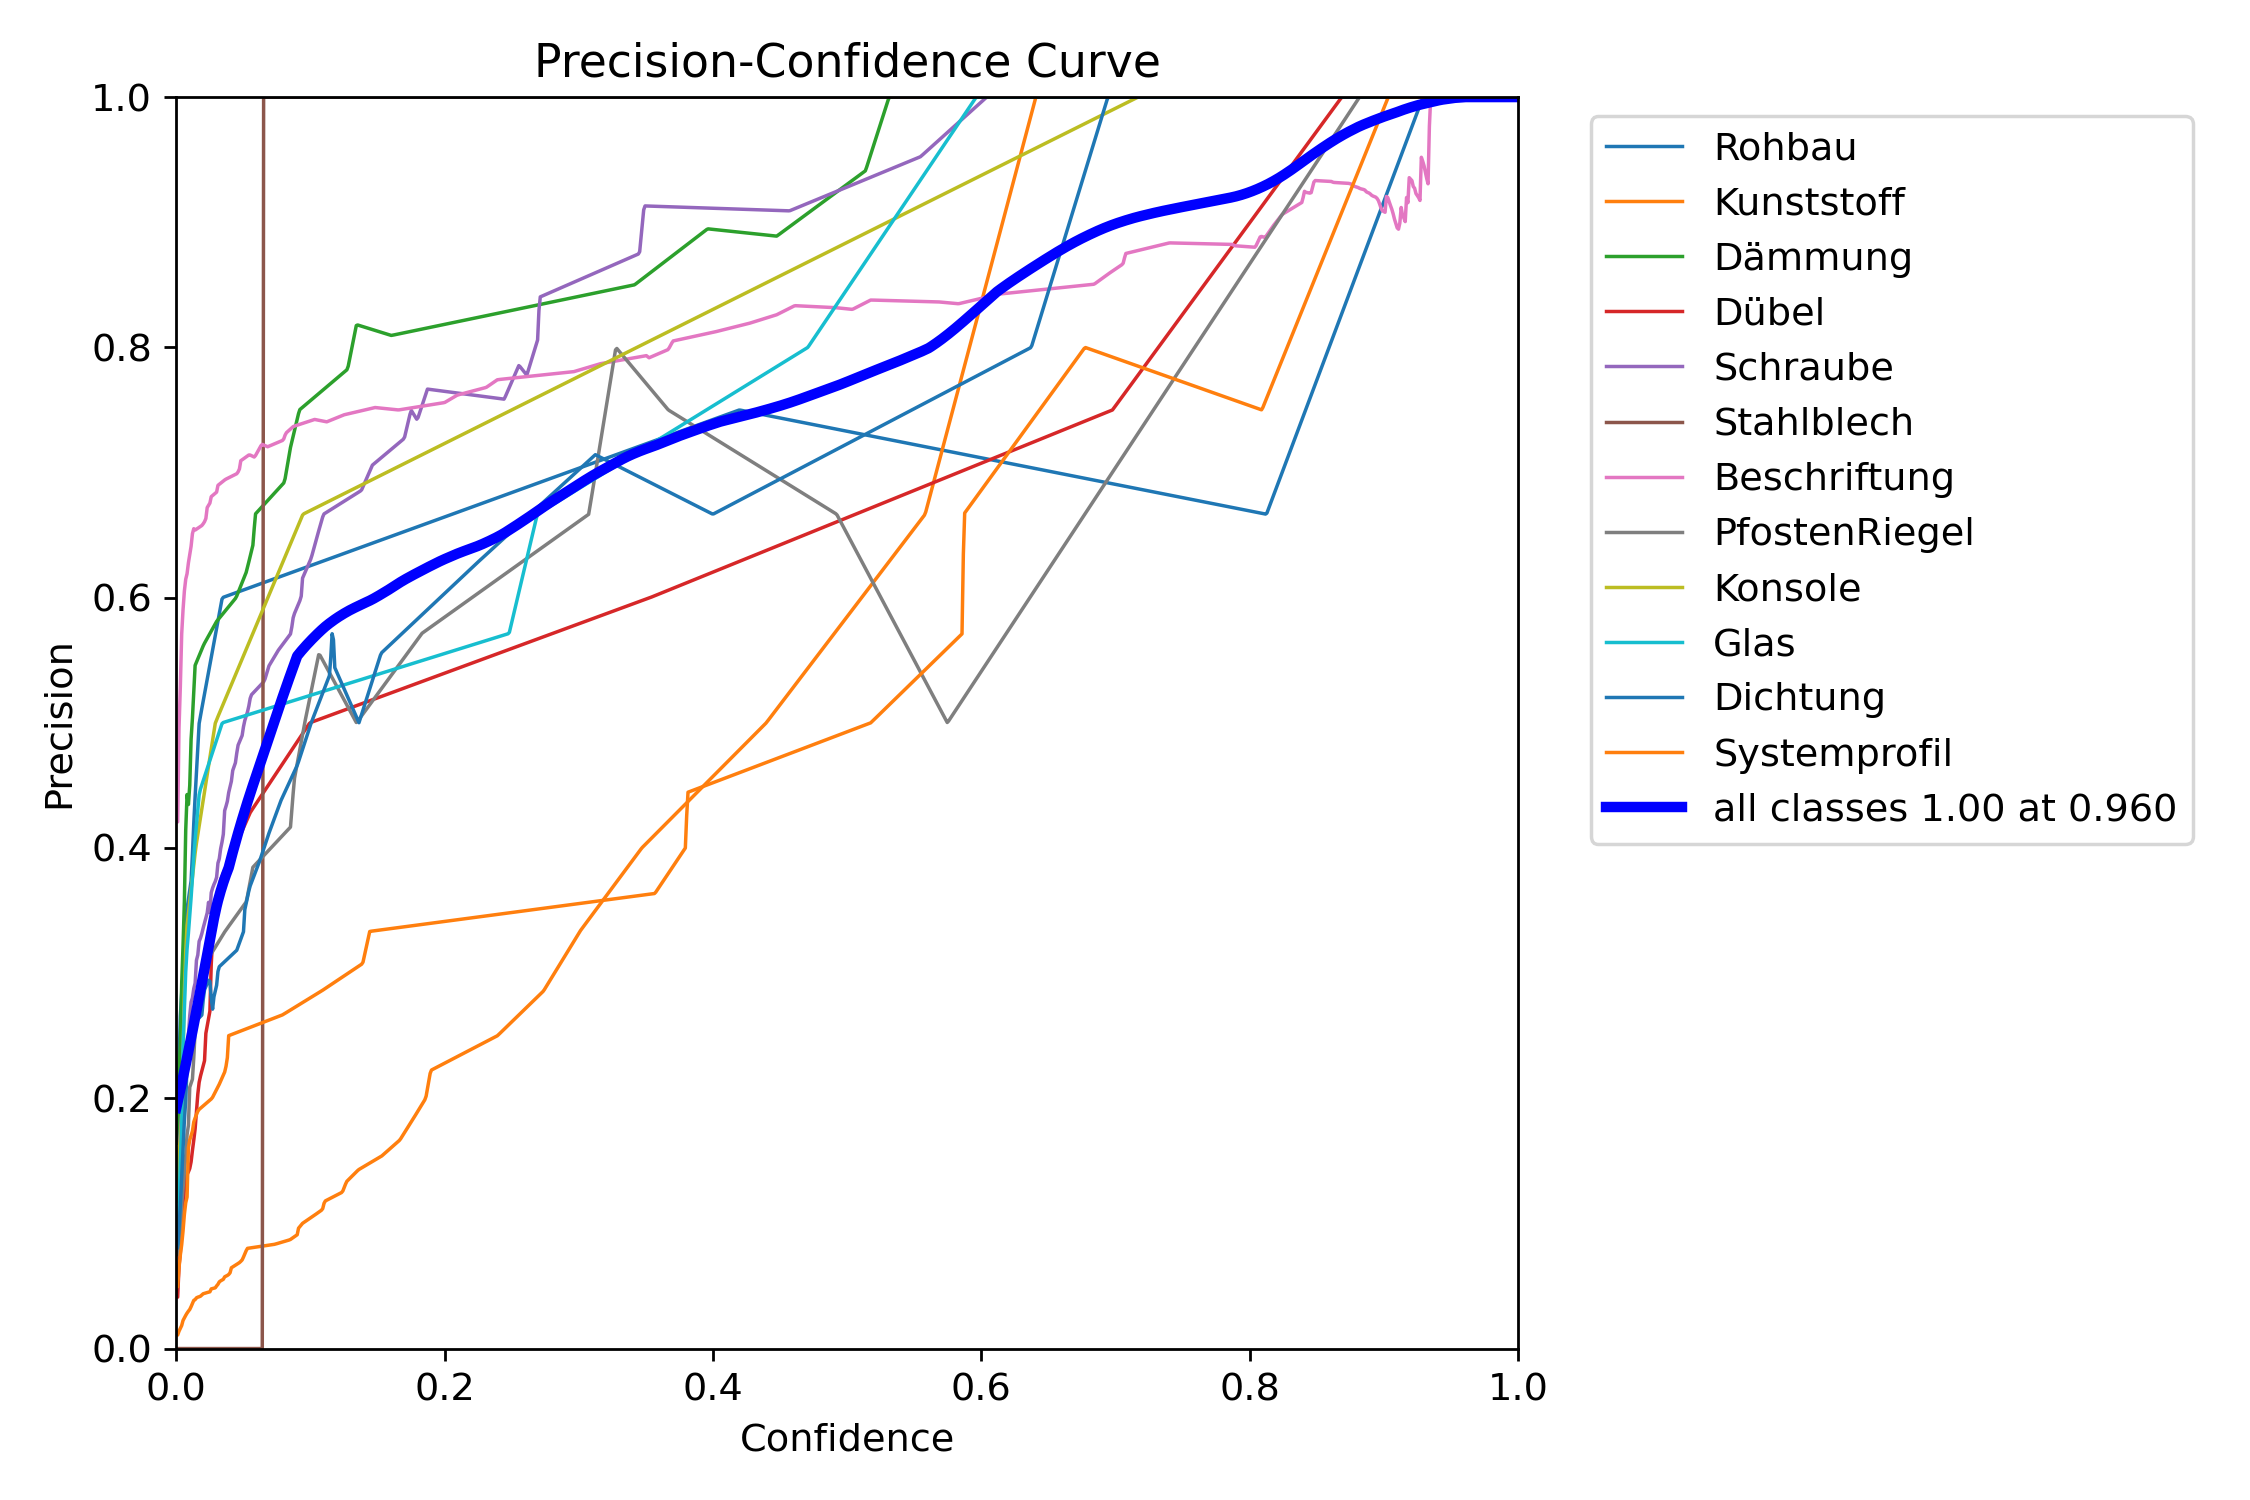 Precision-Confidence Curve
1.0
0.8
0.6
0.4
0.2
0.0
Precision
0.0 0.2 0.4 0.6 0.8 1.0
Confidence
Rohbau
Kunststoff
Dämmung
Dübel
Schraube
Stahlblech
Beschriftung
PfostenRiegel
Konsole
Glas
Dichtung
Systemprofil
all classes 1.00 at 0.960